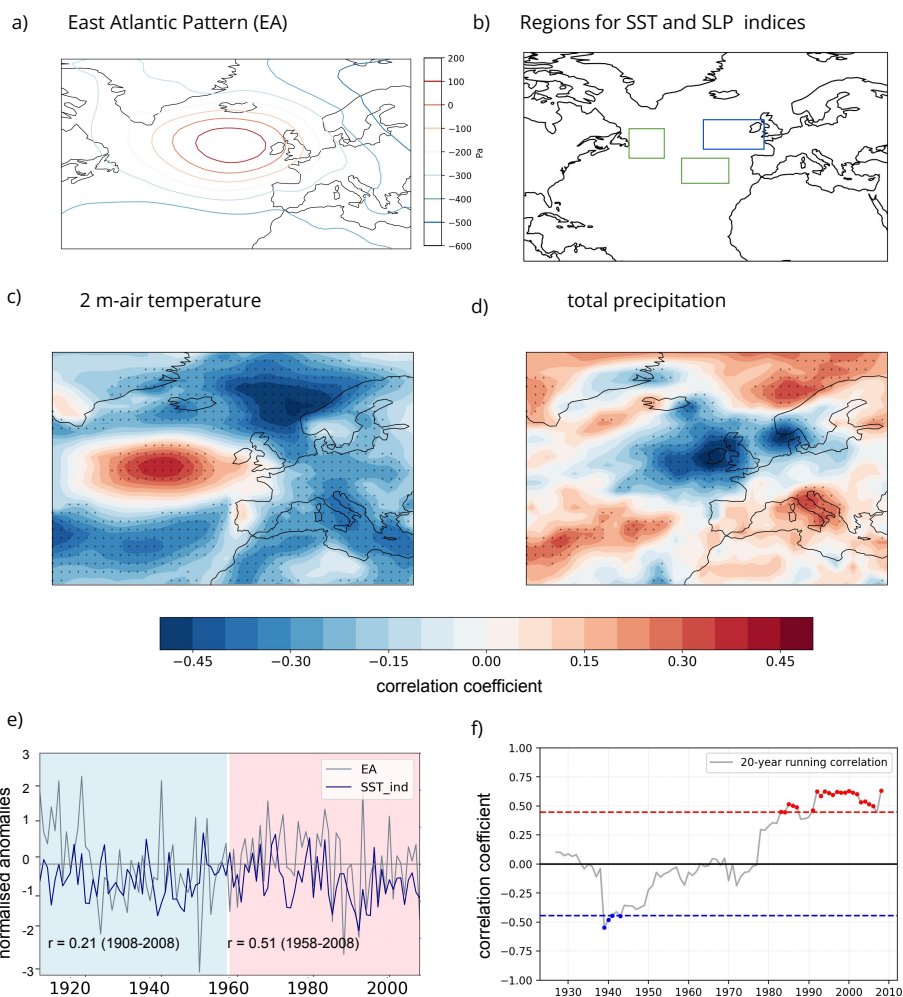 a) East Atlantic Pattern (EA)
b) Regions for SST and SLP indices
200
100
0
−100
−200
−300
−400
−500
−600
Pa
c) 2 m-air temperature
d) total precipitation
−0.45 −0.30 −0.15 0.00 0.15 0.30 0.45
correlation coefficient
e)
normalised anomalies
3
2
1
0
-1
-2
-3
EA
SST_ind
r = 0.21 (1908-2008) r = 0.51 (1958-2008)
1920 1940 1960 1980 2000
f)
correlation coefficient
1.00
0.75
0.50
0.25
0.00
−0.25
−0.50
−0.75
−1.00
20-year running correlation
1930 1940 1950 1960 1970 1980 1990 2000 2010